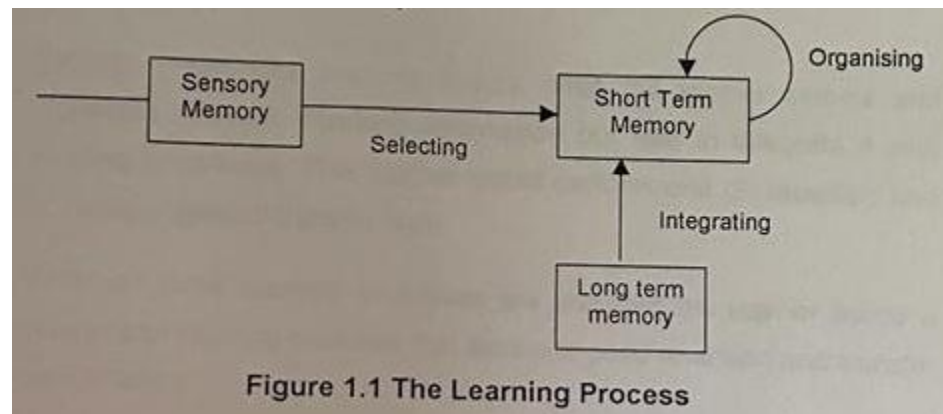 Sensory
Memory
Selecting
Short Term
Memory
Organising
Integrating
Long term
memory
Figure 1.1 The Learning Process